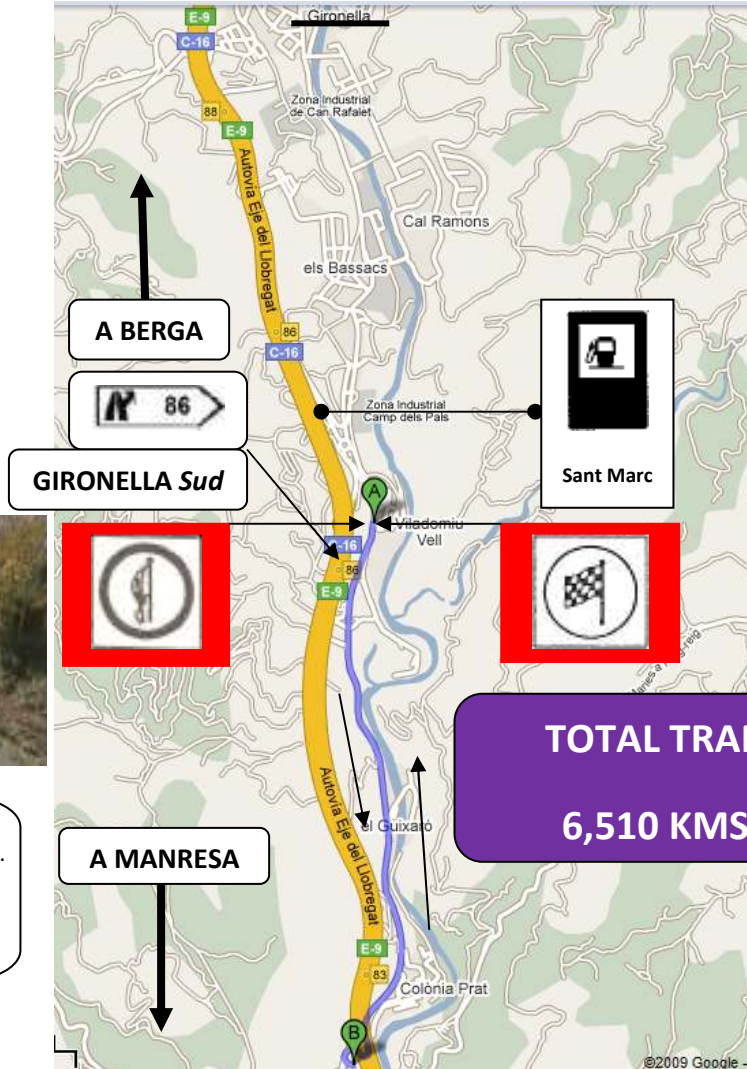 Gironella
E-9
C-16
Zona Industrial
de Can Rafalet
88
E-9
Autovia Eje del Llobregat
Cal Ramons
els Bassacs
A BERGA
86
C-16
86
Zona Industrial
Camp dels Pals
GIRONELLA Sud
Sant Marc
A
Viladomiu
Vell
C-16
86
E-9
TOTAL
6,510 KMS
Autovia Eje del Llobregat
el Guixaró
A MANRESA
E-9
83
Colònia Prat
B
©2009 Google -